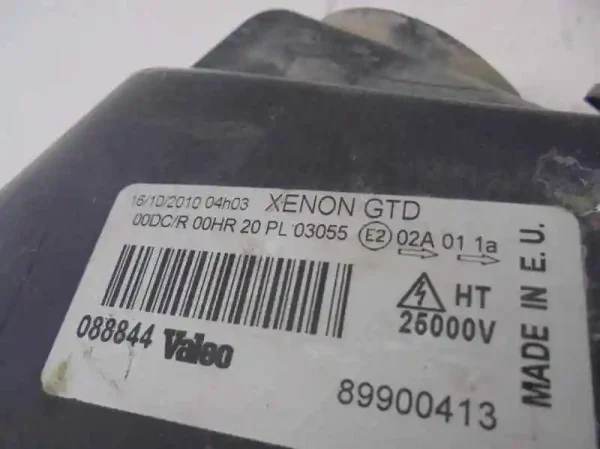 16/10/2010 04h03 XENON GTD
00DC/R 00HR 20 PL 03055 E2 02A 01 1a
HT
25000V
088844 Valeo
89900413
MADE IN E.U.